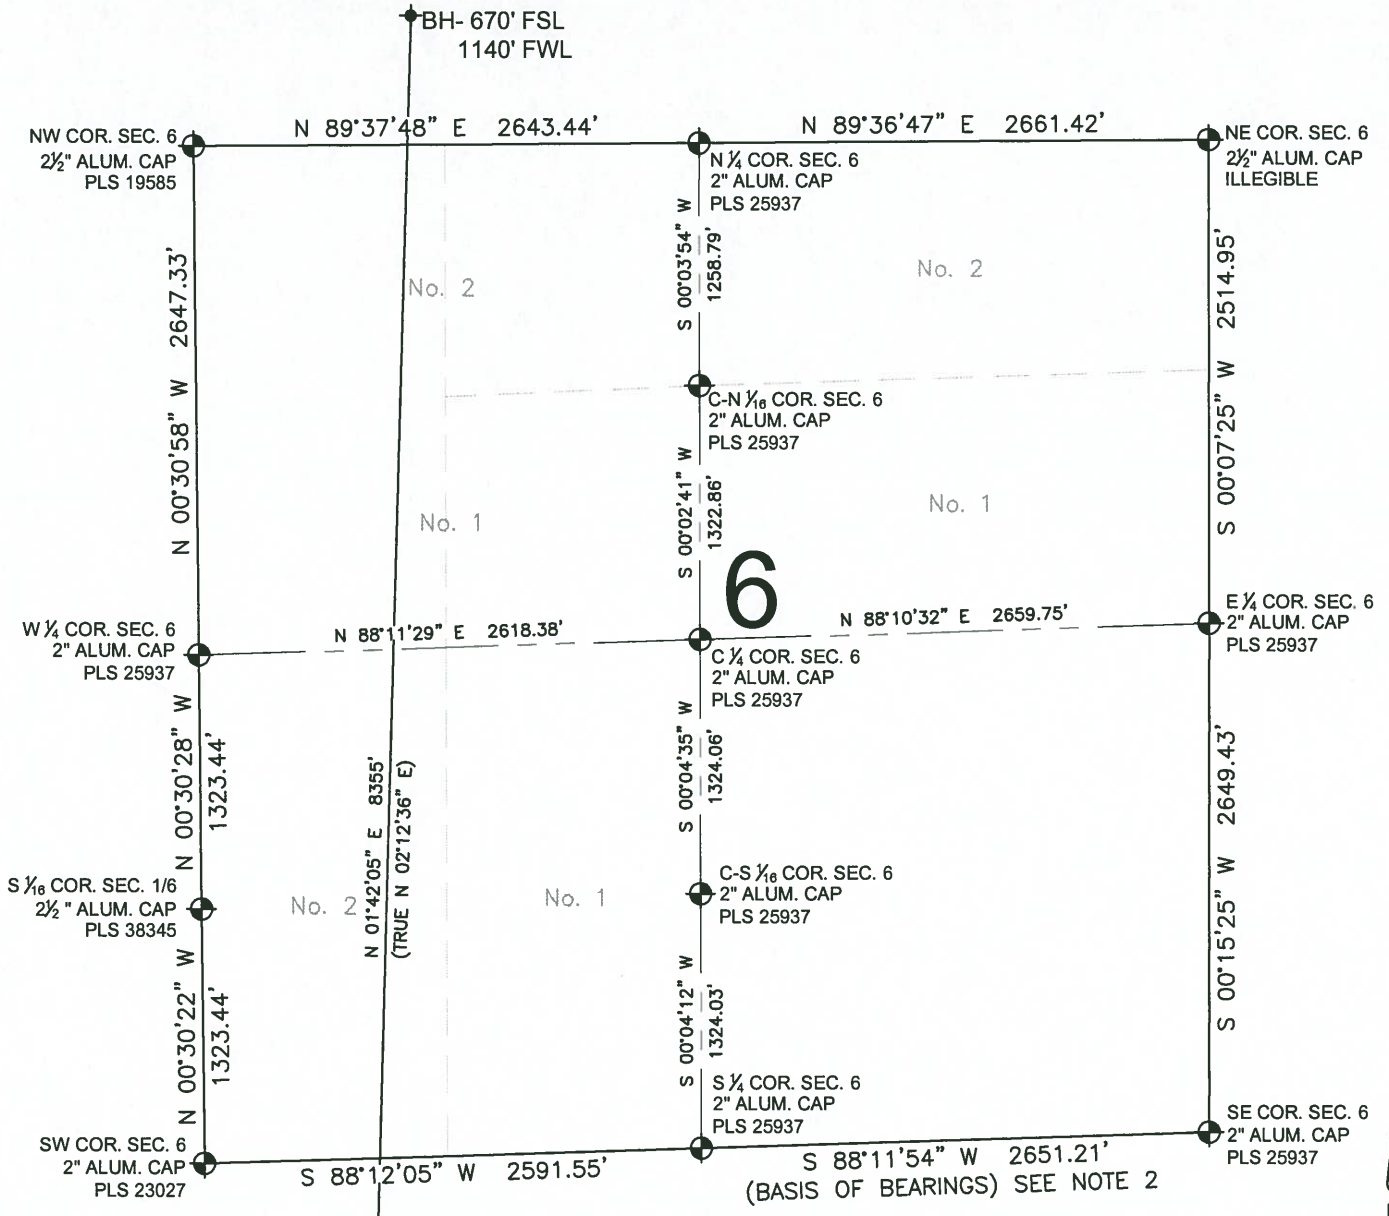 BH- 670' FSL
1140' FWL
NW COR. SEC. 6
2½" ALUM. CAP
PLS 19585
N 89°37'48" E 2643.44'
N 89°36'47" E 2661.42'
N ¼ COR. SEC. 6
2" ALUM. CAP
PLS 25937
NE COR. SEC. 6
2½" ALUM. CAP
ILLEGIBLE
N 00°30'58" W 2647.33'
S 00°03'54" W
1258.79'
S 00°07'25" W 2514.95'
No. 2
No. 2
C-N 1/16 COR. SEC. 6
2" ALUM. CAP
PLS 25937
S 00°02'41" W
1322.86'
No. 1
No. 1
6
W ¼ COR. SEC. 6
2" ALUM. CAP
PLS 25937
N 88°11'29" E 2618.38'
N 88°10'32" E 2659.75'
C ¼ COR. SEC. 6
2" ALUM. CAP
PLS 25937
E ¼ COR. SEC. 6
2" ALUM. CAP
PLS 25937
N 00°30'28" W
1323.44'
N 01°42'05" E 8355'
(TRUE N 02°12'36" E)
S 00°04'35" W
1324.06'
S 00°15'25" W 2649.43'
S 1/16 COR. SEC. 1/6
2½" ALUM. CAP
PLS 38345
No. 2
No. 1
C-S 1/16 COR. SEC. 6
2" ALUM. CAP
PLS 25937
N 00°30'22" W
1323.44'
S 00°04'12" W
1324.03'
S ¼ COR. SEC. 6
2" ALUM. CAP
PLS 25937
SW COR. SEC. 6
2" ALUM. CAP
PLS 23027
S 88°12'05" W 2591.55'
S 88°11'54" W 2651.21'
(BASIS OF BEARINGS) SEE NOTE 2
SE COR. SEC. 6
2" ALUM. CAP
PLS 25937